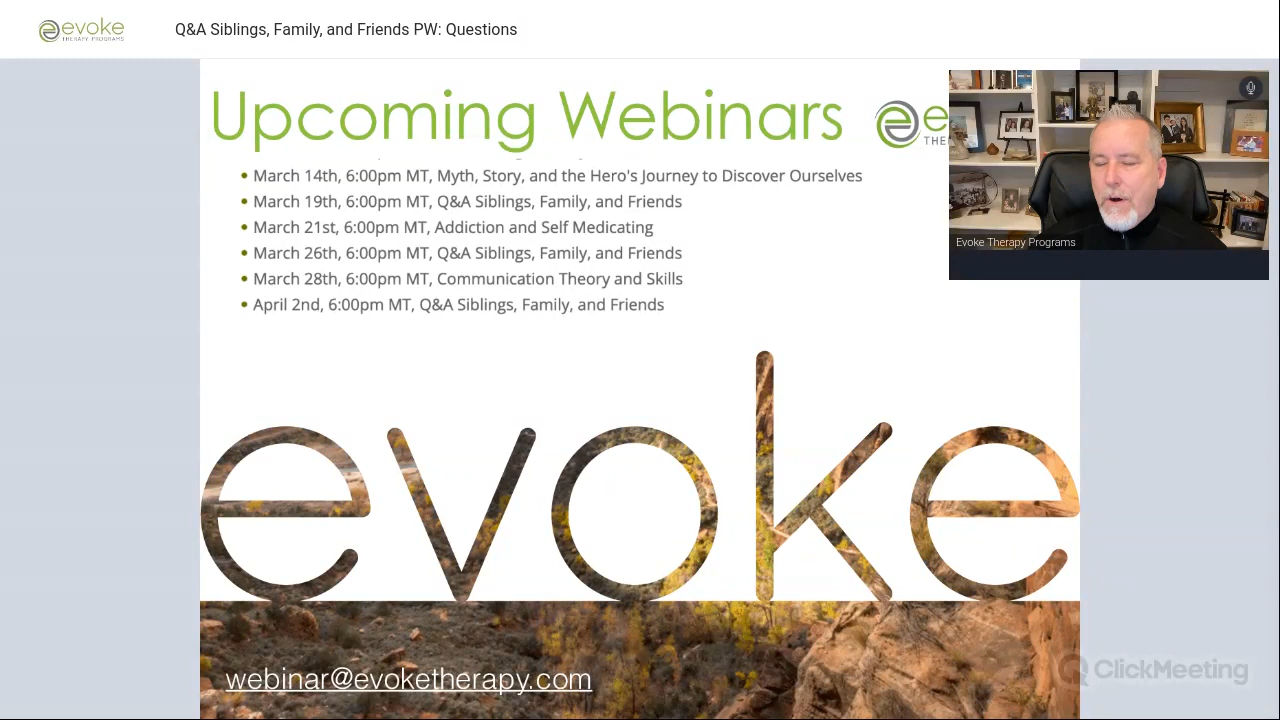 evoke
THERAPY PROGRAMS
Q&A Siblings, Family, and Friends PW: Questions
Upcoming Webinars
e
THE
• March 14th, 6:00pm MT, Myth, Story, and the Hero's Journey to Discover Ourselves
• March 19th, 6:00pm MT, Q&A Siblings, Family, and Friends
• March 21st, 6:00pm MT, Addiction and Self Medicating
• March 26th, 6:00pm MT, Q&A Siblings, Family, and Friends
• March 28th, 6:00pm MT, Communication Theory and Skills
• April 2nd, 6:00pm MT, Q&A Siblings, Family, and Friends
Evoke Therapy Programs
evoke
webinar@evoketherapy.com
ClickMeeting